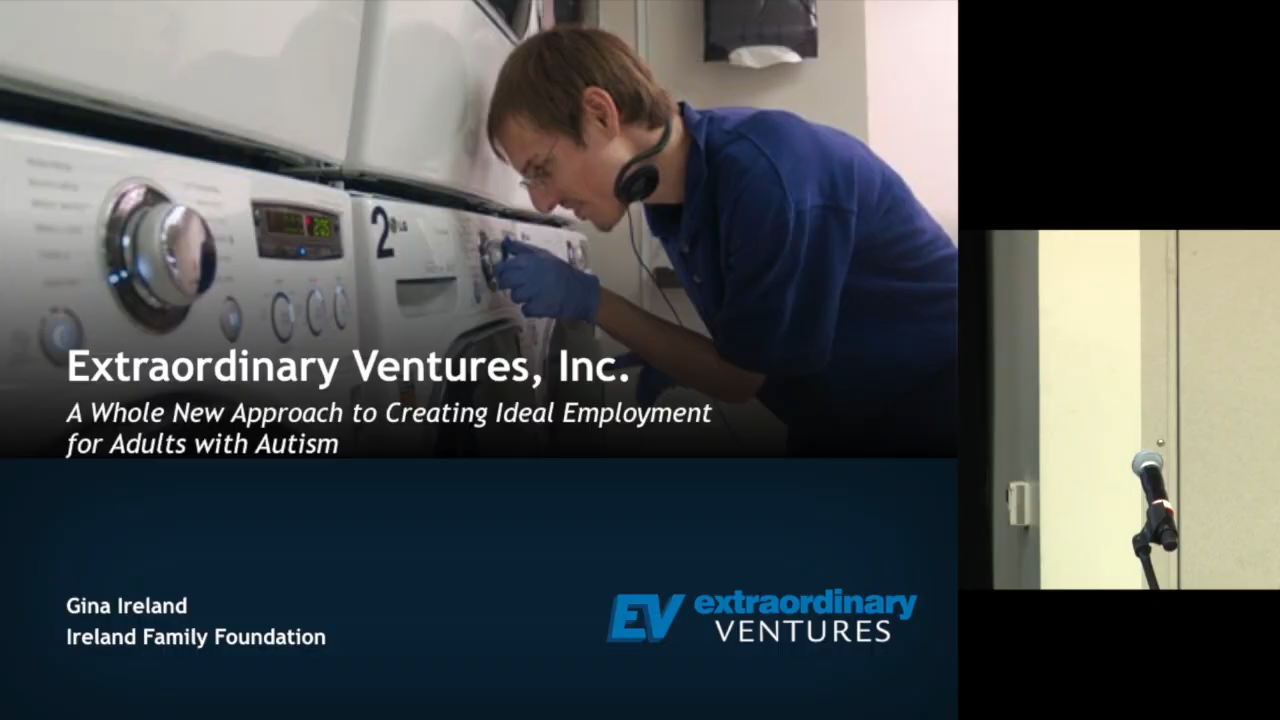 2
LG
Extraordinary Ventures, Inc.
A Whole New Approach to Creating Ideal Employment
for Adults with Autism
Gina Ireland
Ireland Family Foundation
EV extraordinary
VENTURES